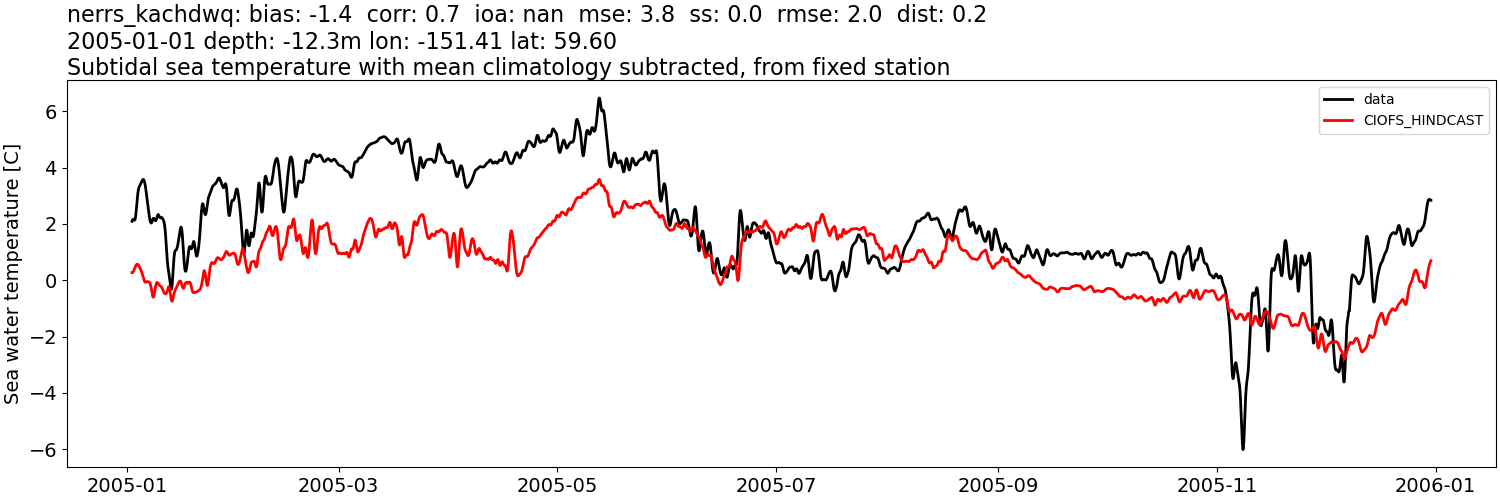 nerrs_kachdwq: bias: -1.4  corr: 0.7  ioa: nan  mse: 3.8  ss: 0.0  rmse: 2.0  dist: 0.2
2005-01-01 depth: -12.3m lon: -151.41 lat: 59.60
Subtidal sea temperature with mean climatology subtracted, from fixed station
data
CIOFS_HINDCAST
Sea water temperature [C]
6
4
2
0
−2
−4
−6
2005-01
2005-03
2005-05
2005-07
2005-09
2005-11
2006-01